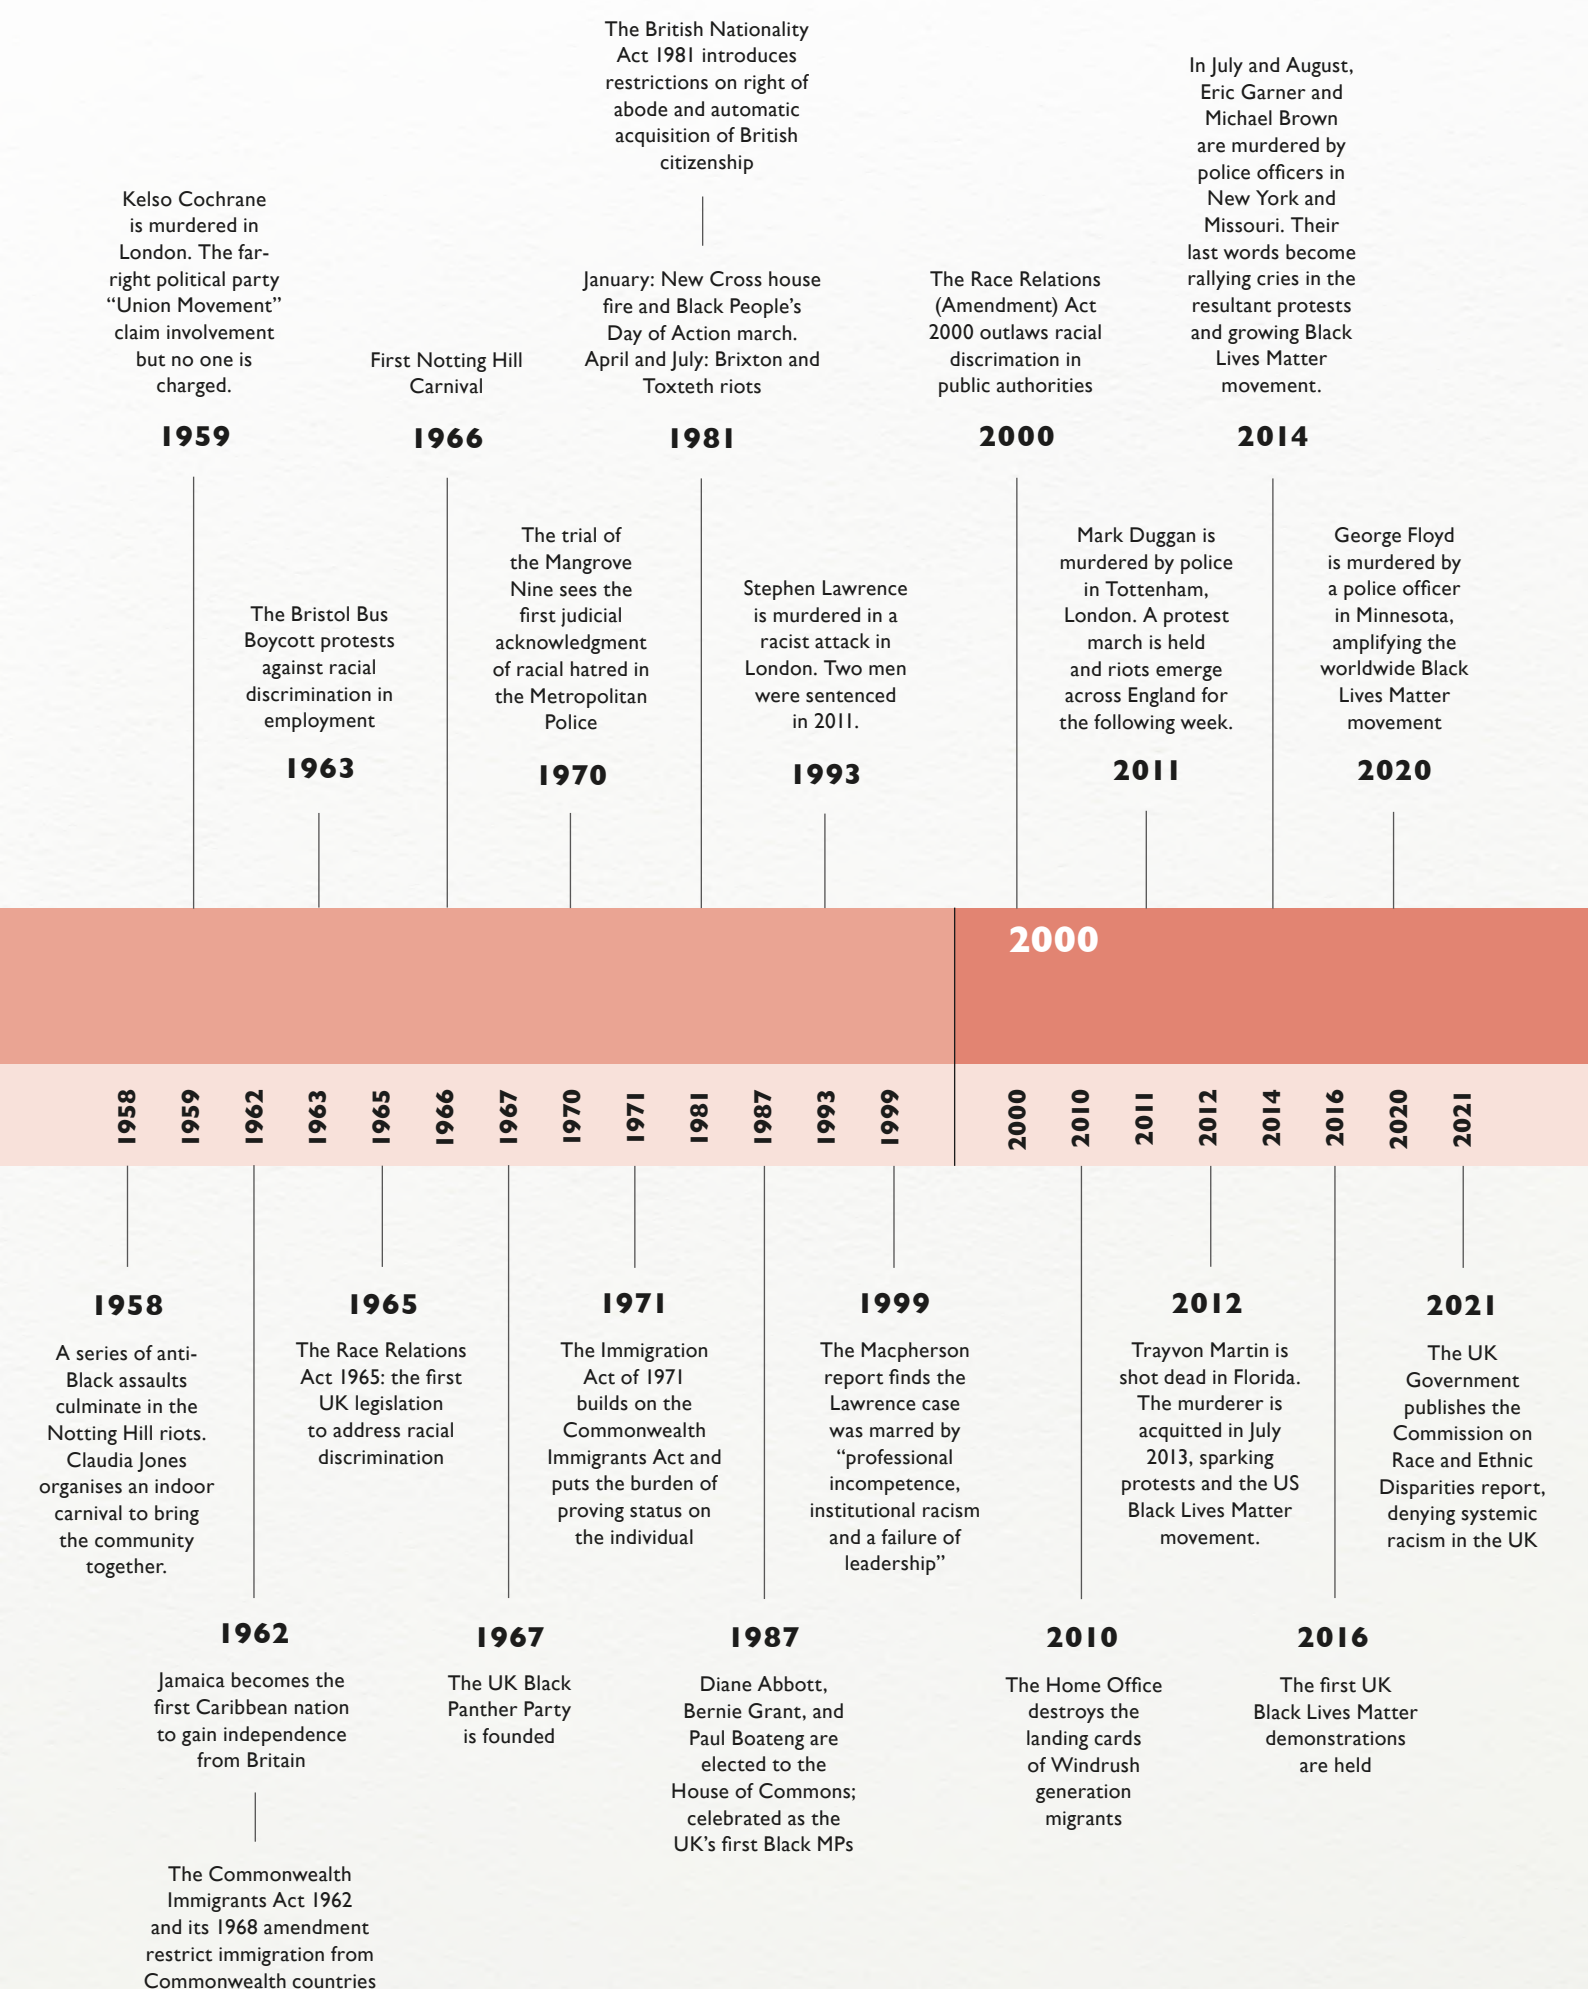 The British Nationality
Act 1981 introduces
restrictions on right of
abode and automatic
acquisition of British
citizenship
Kelso Cochrane
is murdered in
London. The far-
right political party
“Union Movement”
claim involvement
but no one is
charged.
1959
First Notting Hill
Carnival
1966
January: New Cross house
fire and Black People’s
Day of Action march.
April and July: Brixton and
Toxteth riots
1981
The Race Relations
(Amendment) Act
2000 outlaws racial
discrimation in
public authorities
2000
In July and August,
Eric Garner and
Michael Brown
are murdered by
police officers in
New York and
Missouri. Their
last words become
rallying cries in the
resultant protests
and growing Black
Lives Matter
movement.
2014
The Bristol Bus
Boycott protests
against racial
discrimination in
employment
1963
The trial of
the Mangrove
Nine sees the
first judicial
acknowledgment
of racial hatred in
the Metropolitan
Police
1970
Stephen Lawrence
is murdered in a
racist attack in
London. Two men
were sentenced
in 2011.
1993
Mark Duggan is
murdered by police
in Tottenham,
London. A protest
march is held
and riots emerge
across England for
the following week.
2011
George Floyd
is murdered by
a police officer
in Minnesota,
amplifying the
worldwide Black
Lives Matter
movement
2020
2000
1958
1959
1962
1963
1965
1966
1967
1970
1971
1981
1987
1993
1999
2000
2010
2011
2012
2014
2016
2020
2021
1958
A series of anti-
Black assaults
culminate in the
Notting Hill riots.
Claudia Jones
organises an indoor
carnival to bring
the community
together.
1965
The Race Relations
Act 1965: the first
UK legislation
to address racial
discrimination
1971
The Immigration
Act of 1971
builds on the
Commonwealth
Immigrants Act and
puts the burden of
proving status on
the individual
1999
The Macpherson
report finds the
Lawrence case
was marred by
“professional
incompetence,
institutional racism
and a failure of
leadership”
2012
Trayvon Martin is
shot dead in Florida.
The murderer is
acquitted in July
2013, sparking
protests and the US
Black Lives Matter
movement.
2021
The UK
Government
publishes the
Commission on
Race and Ethnic
Disparities report,
denying systemic
racism in the UK
1962
Jamaica becomes the
first Caribbean nation
to gain independence
from Britain
The Commonwealth
Immigrants Act 1962
and its 1968 amendment
restrict immigration from
Commonwealth countries
1967
The UK Black
Panther Party
is founded
1987
Diane Abbott,
Bernie Grant, and
Paul Boateng are
elected to the
House of Commons;
celebrated as the
UK’s first Black MPs
2010
The Home Office
destroys the
landing cards
of Windrush
generation
migrants
2016
The first UK
Black Lives Matter
demonstrations
are held